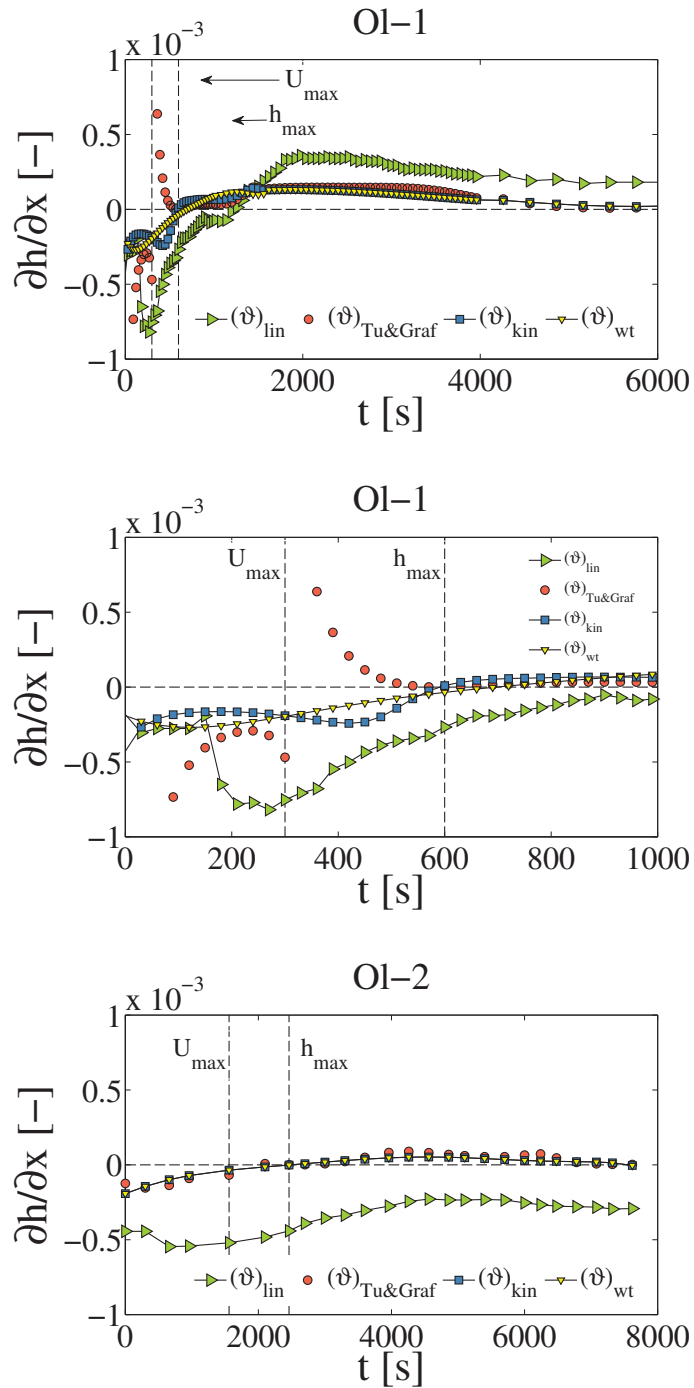 Ol−1
x 10⁻³
1
0.5
0
−0.5
−1
∂h/∂x [−]
U_max
h_max
(ϑ)_lin (ϑ)_Tu&Graf (ϑ)_kin (ϑ)_wt
0 2000 4000 6000
t [s]
Ol−1
x 10⁻³
1
0.5
0
−0.5
−1
∂h/∂x [−]
U_max h_max
(ϑ)_lin
(ϑ)_Tu&Graf
(ϑ)_kin
(ϑ)_wt
0 200 400 600 800 1000
t [s]
Ol−2
x 10⁻³
1
0.5
0
−0.5
−1
∂h/∂x [−]
U_max h_max
(ϑ)_lin (ϑ)_Tu&Graf (ϑ)_kin (ϑ)_wt
0 2000 4000 6000 8000
t [s]